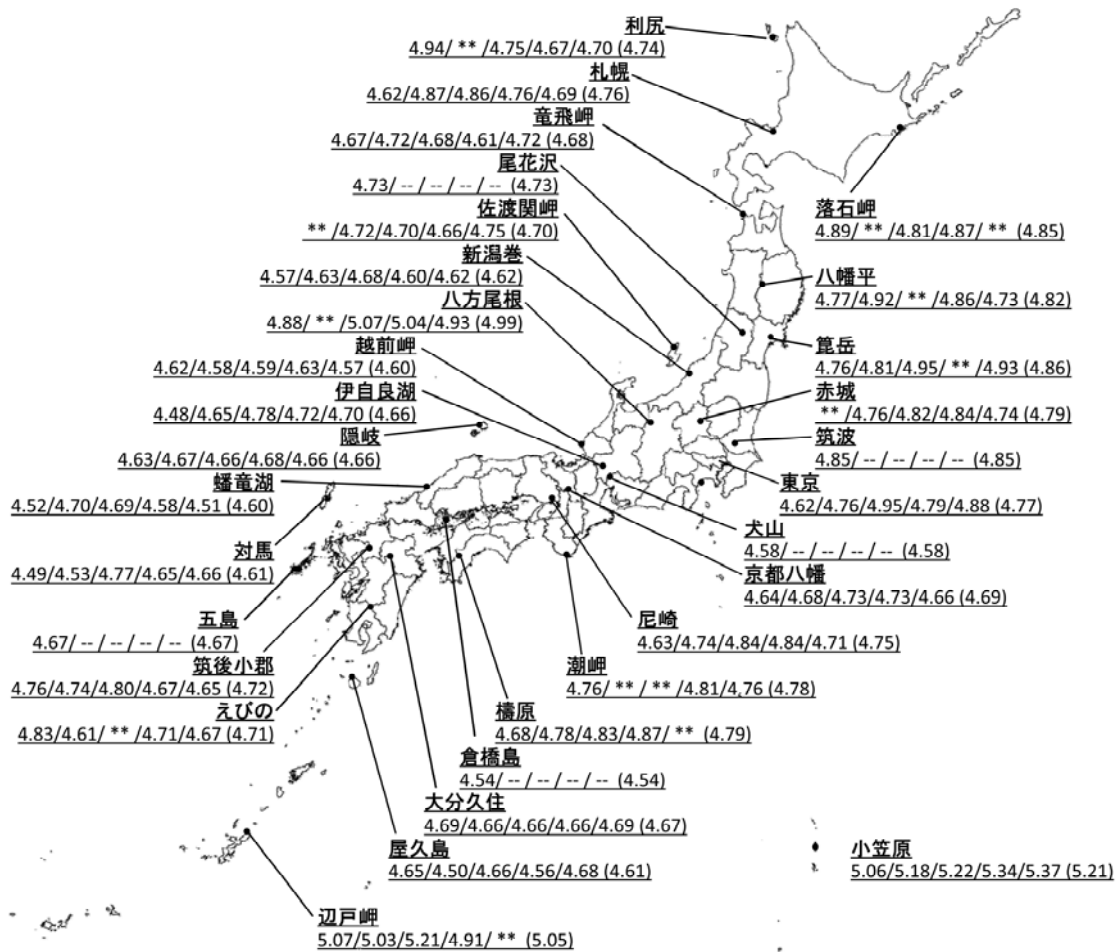 利尻
4.94/ ** /4.75/4.67/4.70 (4.74)
札幌
4.62/4.87/4.86/4.76/4.69 (4.76)
竜飛岬
4.67/4.72/4.68/4.61/4.72 (4.68)
尾花沢
4.73/ -- / -- / -- / -- (4.73)
佐渡関岬
** /4.72/4.70/4.66/4.75 (4.70)
新潟巻
4.57/4.63/4.68/4.60/4.62 (4.62)
八方尾根
4.88/ ** /5.07/5.04/4.93 (4.99)
越前岬
4.62/4.58/4.59/4.63/4.57 (4.60)
伊自良湖
4.48/4.65/4.78/4.72/4.70 (4.66)
隠岐
4.63/4.67/4.66/4.68/4.66 (4.66)
蟠竜湖
4.52/4.70/4.69/4.58/4.51 (4.60)
対馬
4.49/4.53/4.77/4.65/4.66 (4.61)
五島
4.67/ -- / -- / -- / -- (4.67)
筑後小郡
4.76/4.74/4.80/4.67/4.65 (4.72)
えびの
4.83/4.61/ ** /4.71/4.67 (4.71)
落石岬
4.89/ ** /4.81/4.87/ ** (4.85)
八幡平
4.77/4.92/ ** /4.86/4.73 (4.82)
箟岳
4.76/4.81/4.95/ ** /4.93 (4.86)
赤城
** /4.76/4.82/4.84/4.74 (4.79)
筑波
4.85/ -- / -- / -- / -- (4.85)
東京
4.62/4.76/4.95/4.79/4.88 (4.77)
犬山
4.58/ -- / -- / -- / -- (4.58)
京都八幡
4.64/4.68/4.73/4.73/4.66 (4.69)
尼崎
4.63/4.74/4.84/4.84/4.71 (4.75)
潮岬
4.76/ ** / ** /4.81/4.76 (4.78)
檮原
4.68/4.78/4.83/4.87/ ** (4.79)
倉橋島
4.54/ -- / -- / -- / -- (4.54)
大分久住
4.69/4.66/4.66/4.66/4.69 (4.67)
屋久島
4.65/4.50/4.66/4.56/4.68 (4.61)
辺戸岬
5.07/5.03/5.21/4.91/ ** (5.05)
小笠原
5.06/5.18/5.22/5.34/5.37 (5.21)